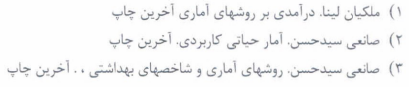 ۱) ملکیان لینا. درآمدی بر روشهای آماری آخرین چاپ
۲) صانعی سیدحسن. آمار حیاتی کاربردی. آخرین چاپ
۳) صانعی سیدحسن. روشهای آماری و شاخصهای بهداشتی ، . آخرین چاپ